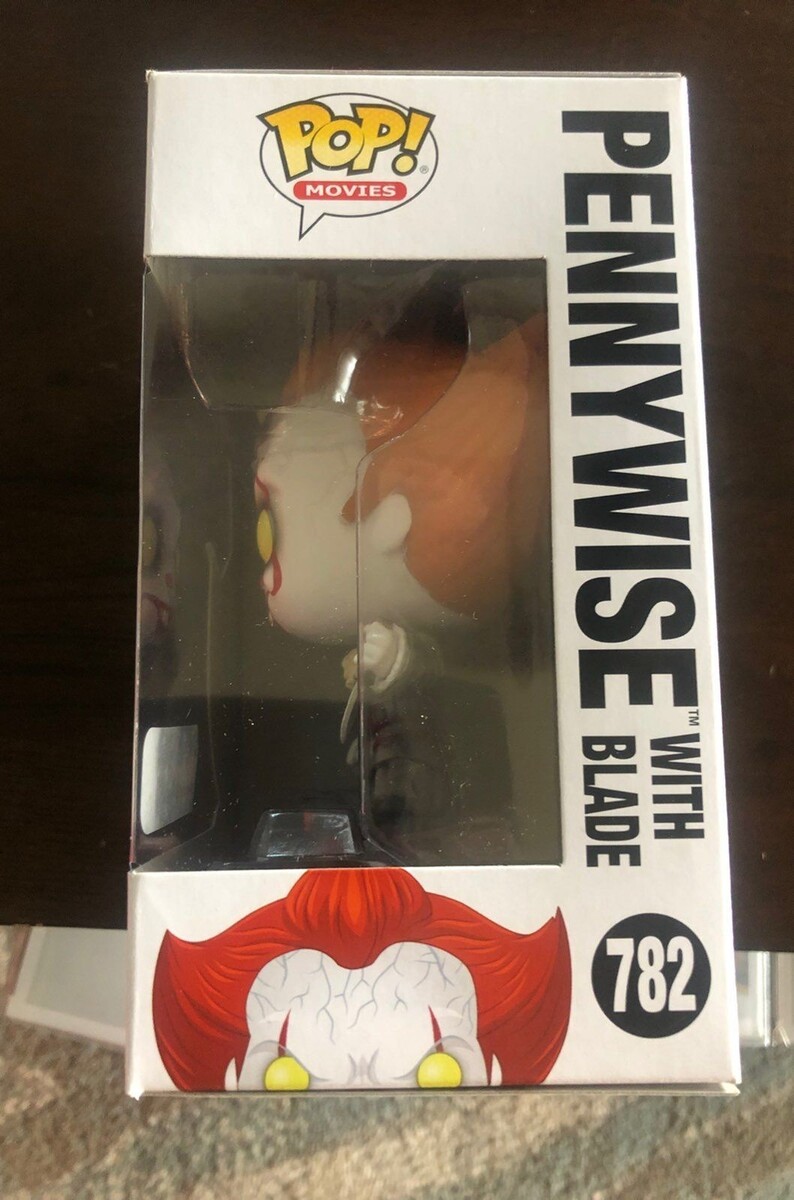 POP!®
MOVIES
PENNYWISE™ WITH
BLADE
782